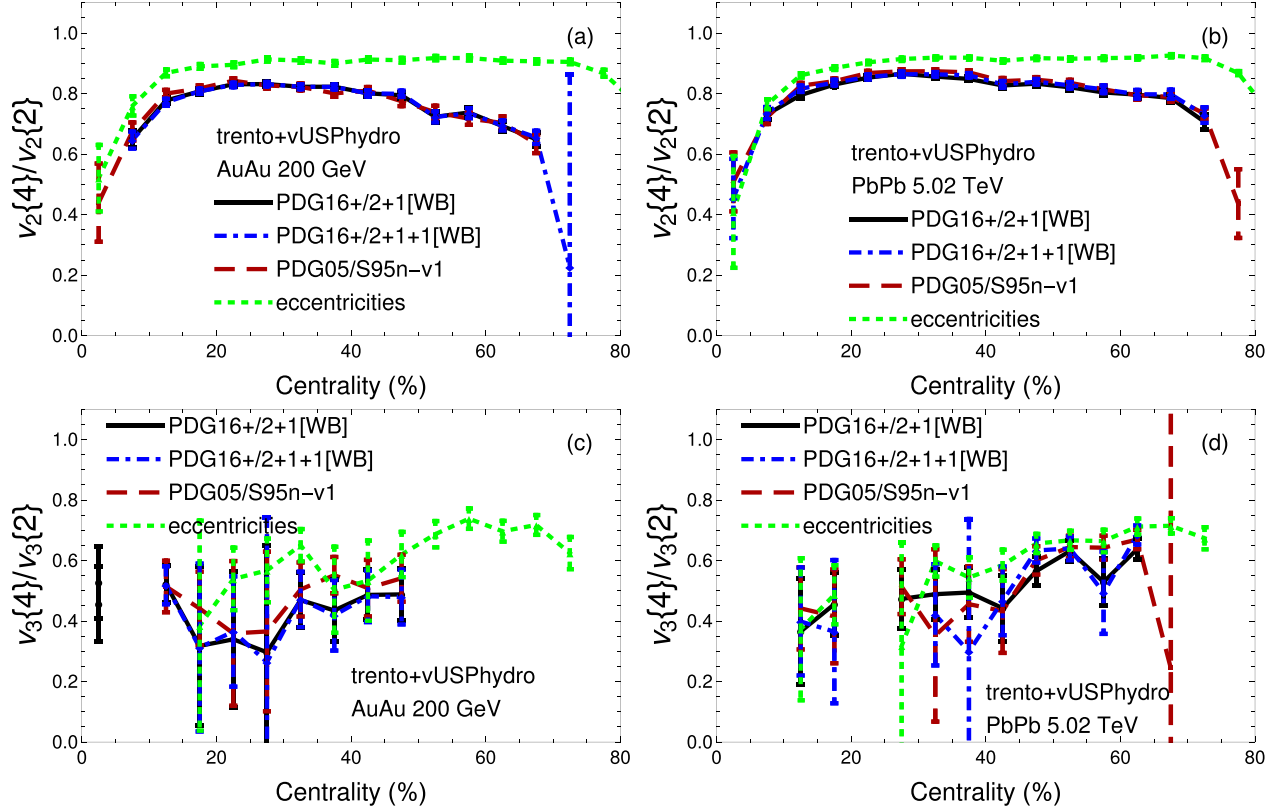 1.0
0.8
0.6
0.4
0.2
0.0
v₂{4}/v₂{2}
(a)
trento+vUSPhydro
AuAu 200 GeV
PDG16+/2+1[WB]
PDG16+/2+1+1[WB]
PDG05/S95n-v1
eccentricities
0 20 40 60 80
Centrality (%)
1.0
0.8
0.6
0.4
0.2
0.0
v₂{4}/v₂{2}
(b)
trento+vUSPhydro
PbPb 5.02 TeV
PDG16+/2+1[WB]
PDG16+/2+1+1[WB]
PDG05/S95n-v1
eccentricities
0 20 40 60 80
Centrality (%)
1.0
0.8
0.6
0.4
0.2
0.0
v₃{4}/v₃{2}
PDG16+/2+1[WB]
(c)
PDG16+/2+1+1[WB]
PDG05/S95n-v1
eccentricities
trento+vUSPhydro
AuAu 200 GeV
0 20 40 60 80
Centrality (%)
1.0
0.8
0.6
0.4
0.2
0.0
v₃{4}/v₃{2}
PDG16+/2+1[WB]
(d)
PDG16+/2+1+1[WB]
PDG05/S95n-v1
eccentricities
trento+vUSPhydro
PbPb 5.02 TeV
0 20 40 60 80
Centrality (%)